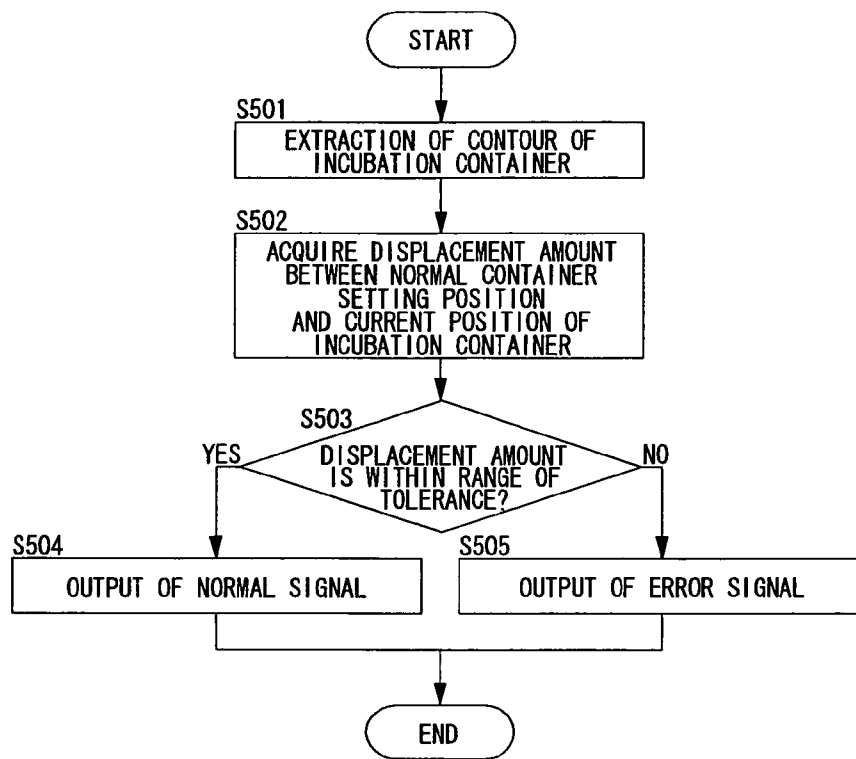 START
S501
EXTRACTION OF CONTOUR OF
INCUBATION CONTAINER
S502
ACQUIRE DISPLACEMENT AMOUNT
BETWEEN NORMAL CONTAINER
SETTING POSITION
AND CURRENT POSITION OF
INCUBATION CONTAINER
S503
YES
DISPLACEMENT AMOUNT
IS WITHIN RANGE OF
TOLERANCE?
NO
S504
OUTPUT OF NORMAL SIGNAL
S505
OUTPUT OF ERROR SIGNAL
END